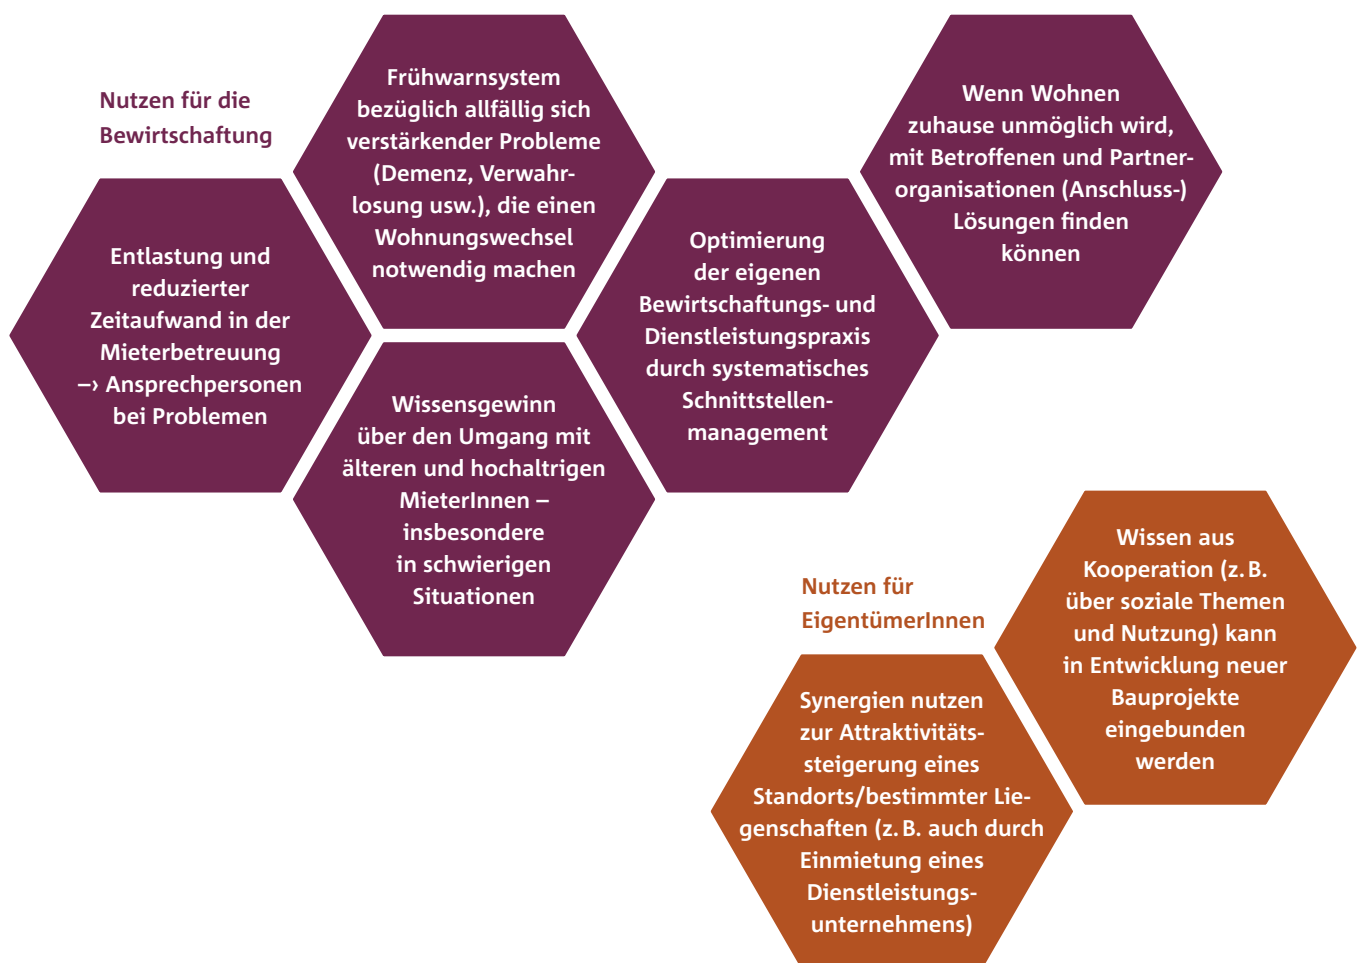 Nutzen für die
Bewirtschaftung
Entlastung und
reduzierter
Zeitaufwand in der
Mieterbetreuung
–› Ansprechpersonen
bei Problemen
Frühwarnsystem
bezüglich allfällig sich
verstärkender Probleme
(Demenz, Verwahr-
losung usw.), die einen
Wohnungswechsel
notwendig machen
Wissensgewinn
über den Umgang mit
älteren und hochaltrigen
MieterInnen –
insbesondere
in schwierigen
Situationen
Optimierung
der eigenen
Bewirtschaftungs- und
Dienstleistungspraxis
durch systematisches
Schnittstellen-
management
Wenn Wohnen
zuhause unmöglich wird,
mit Betroffenen und Partner-
organisationen (Anschluss-)
Lösungen finden
können
Nutzen für
EigentümerInnen
Synergien nutzen
zur Attraktivitäts-
steigerung eines
Standorts/bestimmter Lie-
genschaften (z. B. auch durch
Einmietung eines
Dienstleistungs-
unternehmens)
Wissen aus
Kooperation (z. B.
über soziale Themen
und Nutzung) kann
in Entwicklung neuer
Bauprojekte
eingebunden
werden